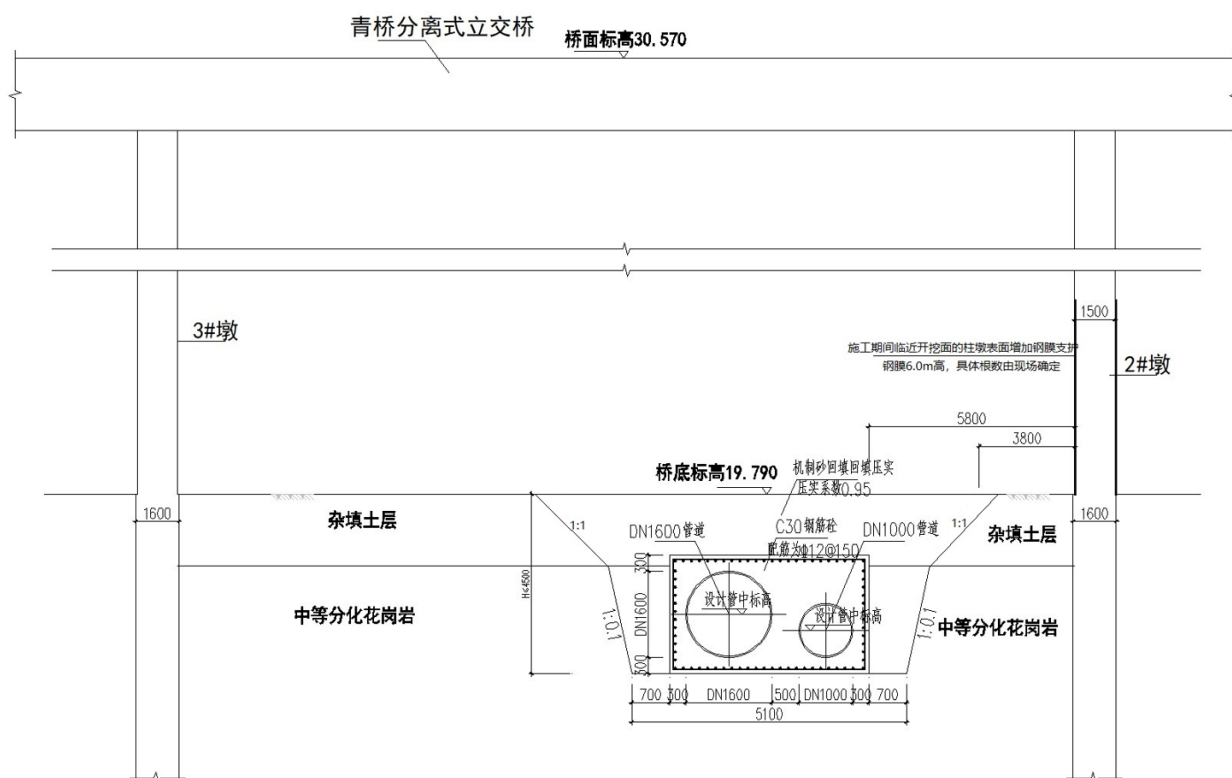 青桥分离式立交桥
桥面标高30.570
3#墩
1500
施工期间临近开挖面的柱墩表面增加钢膜支护
钢膜6.0m高，具体根数由现场确定
2#墩
5800
3800
桥底标高19.790
机制砂回填回填压实
压实系数0.95
1600
杂填土层
1:1
DN1600管道
C30钢筋砼
配筋为Φ12@150
DN1000管道
1:1
杂填土层
1600
H≤4500
300
DN1600
300
中等分化花岗岩
1:0.1
设计管中标高
设计管中标高
1:0.1
中等分化花岗岩
700
300
DN1600
500
DN1000
300
700
5100